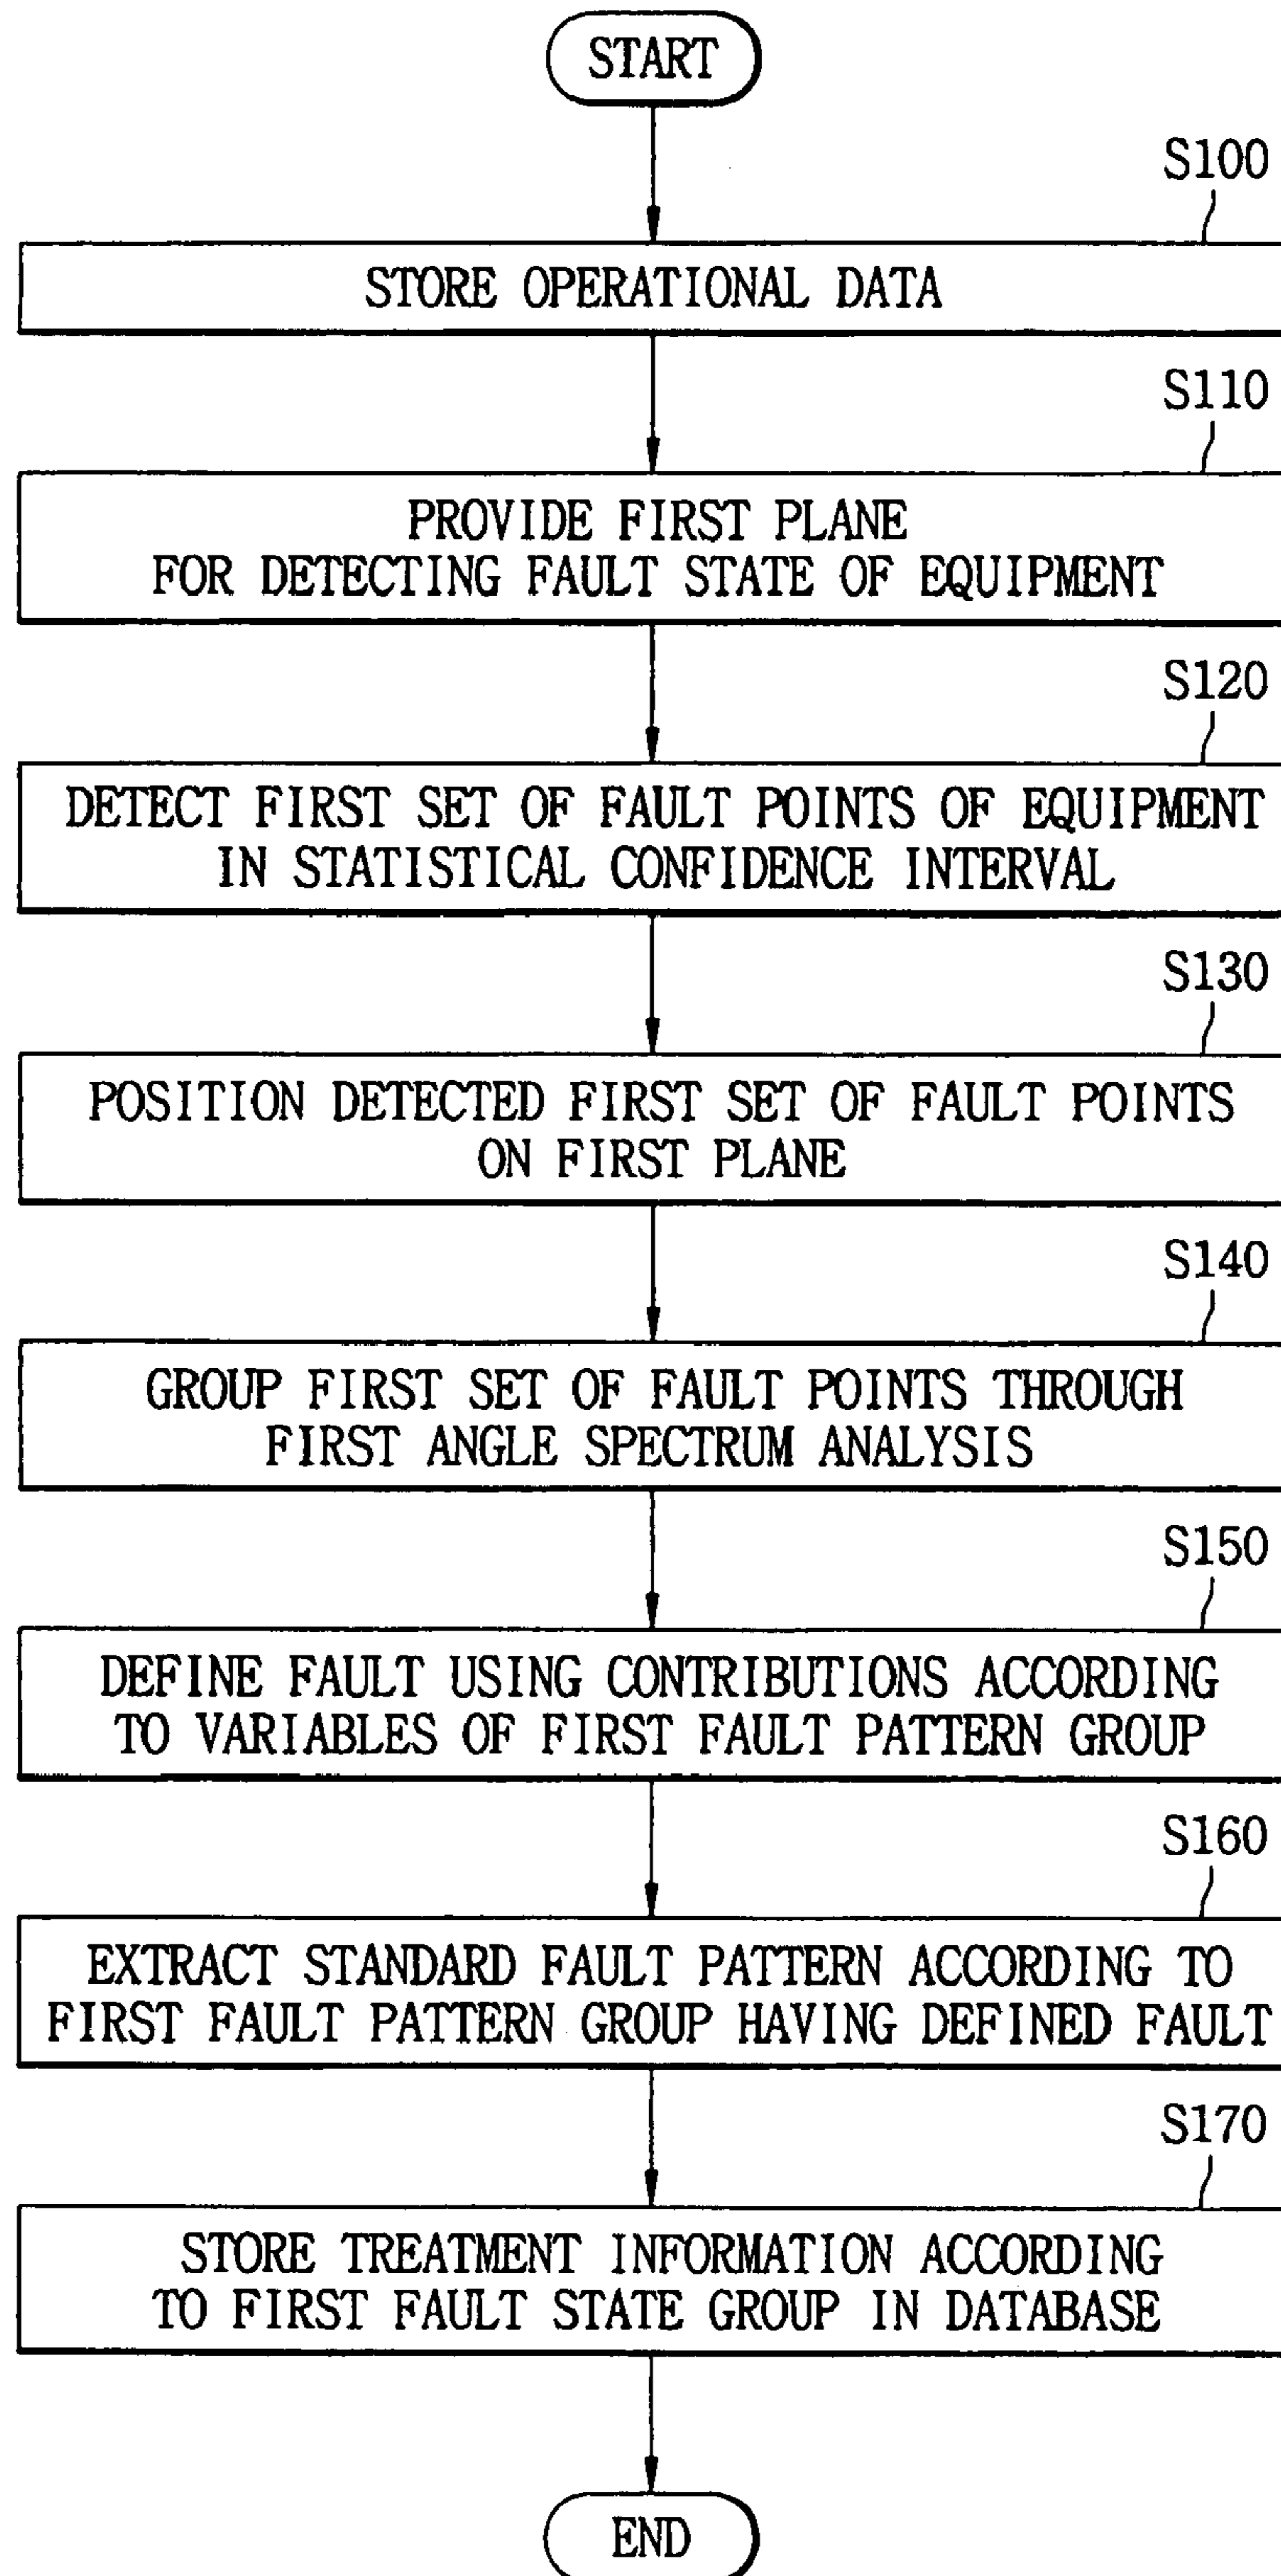 START
S100
STORE OPERATIONAL DATA
S110
PROVIDE FIRST PLANE
FOR DETECTING FAULT STATE OF EQUIPMENT
S120
DETECT FIRST SET OF FAULT POINTS OF EQUIPMENT
IN STATISTICAL CONFIDENCE INTERVAL
S130
POSITION DETECTED FIRST SET OF FAULT POINTS
ON FIRST PLANE
S140
GROUP FIRST SET OF FAULT POINTS THROUGH
FIRST ANGLE SPECTRUM ANALYSIS
S150
DEFINE FAULT USING CONTRIBUTIONS ACCORDING
TO VARIABLES OF FIRST FAULT PATTERN GROUP
S160
EXTRACT STANDARD FAULT PATTERN ACCORDING TO
FIRST FAULT PATTERN GROUP HAVING DEFINED FAULT
S170
STORE TREATMENT INFORMATION ACCORDING
TO FIRST FAULT STATE GROUP IN DATABASE
END